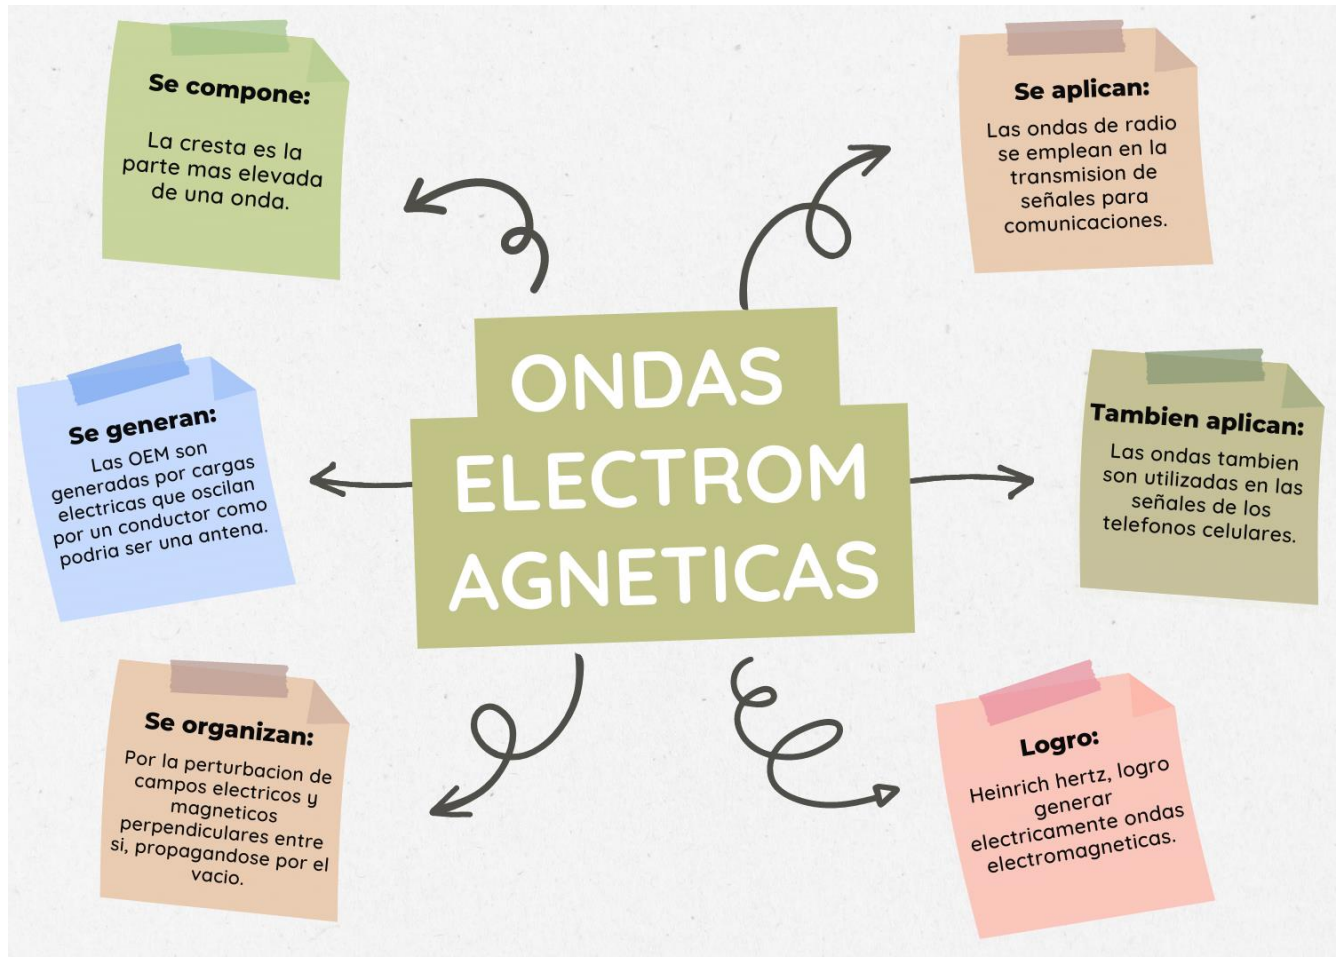 Se compone:
La cresta es la
parte mas elevada
de una onda.
Se aplican:
Las ondas de radio
se emplean en la
transmision de
señales para
comunicaciones.
ONDAS
ELECTROM
AGNETICAS
Se generan:
Las OEM son
generadas por cargas
electricas que oscilan
por un conductor como
podria ser una antena.
Tambien aplican:
Las ondas tambien
son utilizadas en las
señales de los
telefonos celulares.
Se organizan:
Por la perturbacion de
campos electricos y
magneticos
perpendiculares entre
si, propagandose por el
vacio.
Logro:
Heinrich hertz, logro
generar
electricamente ondas
electromagneticas.